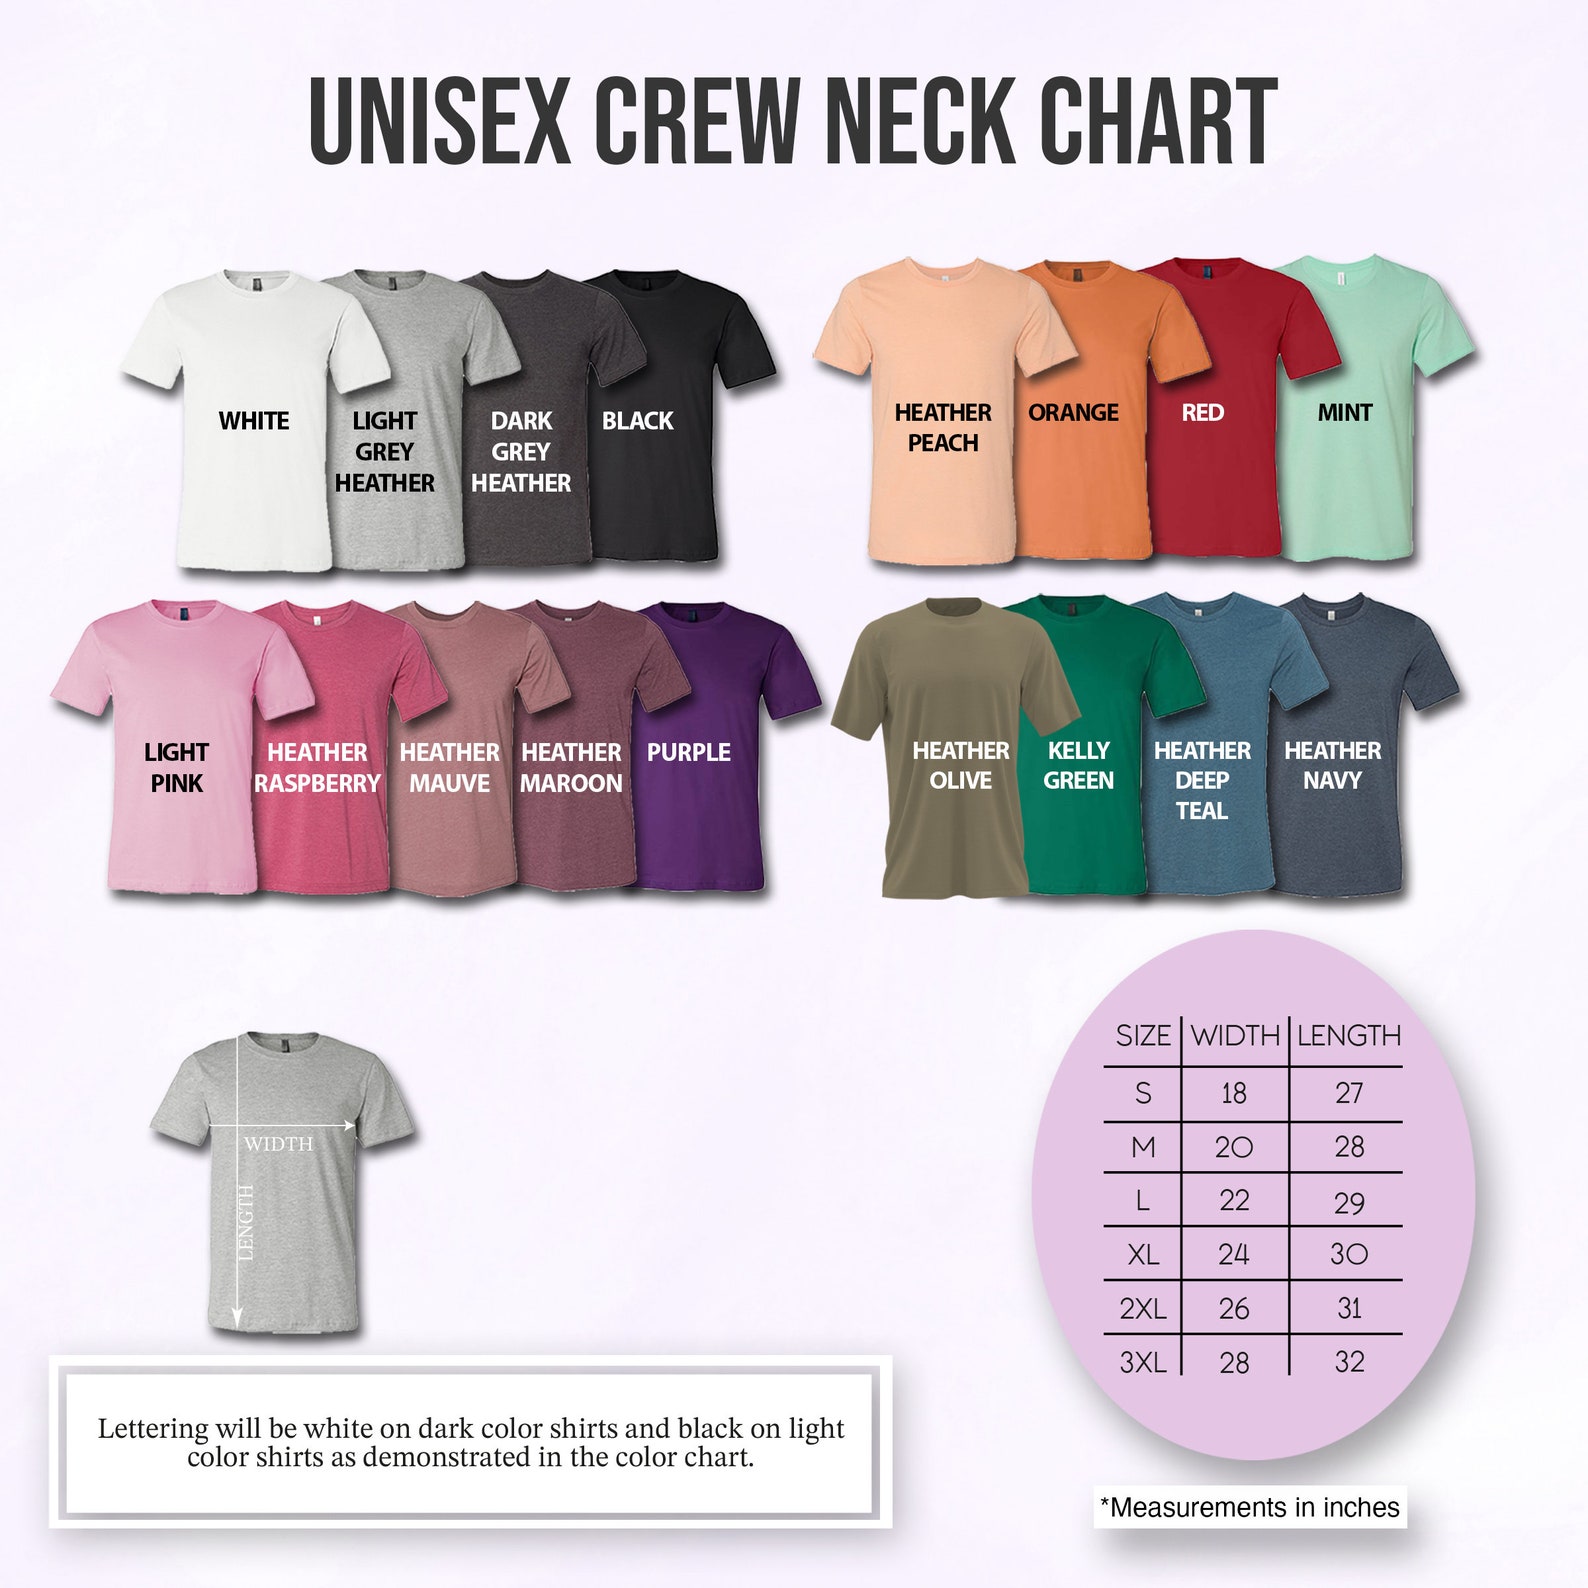 UNISEX CREW NECK CHART
WHITE
LIGHT
GREY
HEATHER
DARK
GREY
HEATHER
BLACK
HEATHER
PEACH
ORANGE
RED
MINT
LIGHT
PINK
HEATHER
RASPBERRY
HEATHER
MAUVE
HEATHER
MAROON
PURPLE
HEATHER
OLIVE
KELLY
GREEN
HEATHER
DEEP
TEAL
HEATHER
NAVY
WIDTH
LENGTH
SIZE WIDTH LENGTH
S 18 27
M 20 28
L 22 29
XL 24 30
2XL 26 31
3XL 28 32
Lettering will be white on dark color shirts and black on light
color shirts as demonstrated in the color chart.
*Measurements in inches